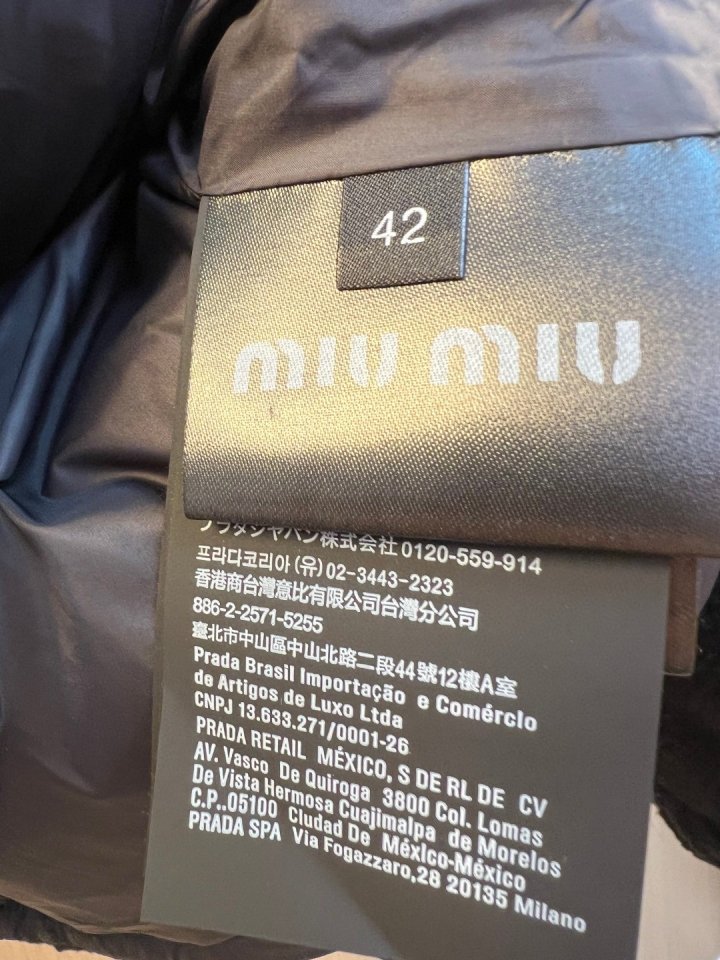 42
miu miu
プラダジャパン株式会社 0120-559-914
프라다코리아 (유) 02-3443-2323
香港商台灣意比有限公司台灣分公司
886-2-2571-5255
臺北市中山區中山北路二段44號12樓A室
Prada Brasil Importação e Comércio
de Artigos de Luxo Ltda
CNPJ 13.633.271/0001-26
PRADA RETAIL MÉXICO, S DE RL DE CV
AV. Vasco De Quiroga 3800 Col. Lomas
De Vista Hermosa Cuajimalpa de Morelos
C.P..05100 Ciudad De México-México
PRADA SPA Via Fogazzaro,28 20135 Milano